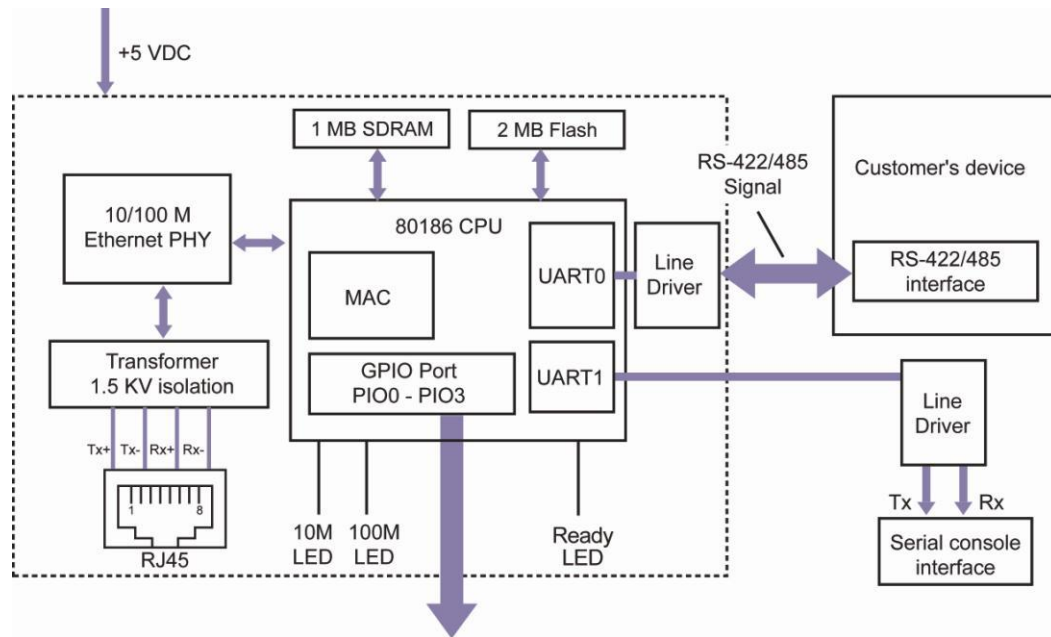 +5 VDC
1 MB SDRAM
2 MB Flash
RS-422/485
Signal
Customer's device
10/100 M
Ethernet PHY
80186 CPU
MAC
UART0
Line
Driver
RS-422/485
interface
Transformer
1.5 KV isolation
GPIO Port
PIO0 - PIO3
UART1
Line
Driver
Tx+ Tx- Rx+ Rx-
1 8
RJ45
10M
LED
100M
LED
Ready
LED
Tx Rx
Serial console
interface